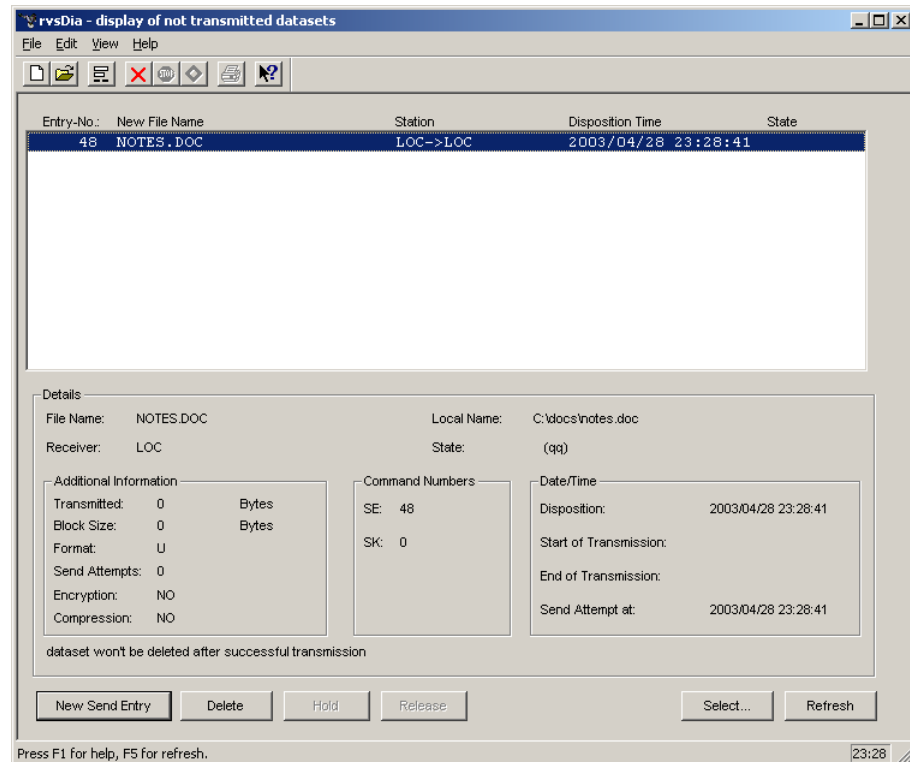 rvsDia - display of not transmitted datasets
File Edit View Help
STOP
Entry-No.: New File Name Station Disposition Time State
48 NOTES.DOC LOC->LOC 2003/04/28 23:28:41
Details
File Name: NOTES.DOC Local Name: C:\docs\notes.doc
Receiver: LOC State: (qq)
Additional Information Command Numbers Date/Time
Transmitted: 0 Bytes SE: 48 Disposition: 2003/04/28 23:28:41
Block Size: 0 Bytes
Format: U SK: 0 Start of Transmission:
Send Attempts: 0 End of Transmission:
Encryption: NO
Compression: NO Send Attempt at: 2003/04/28 23:28:41
dataset won't be deleted after successful transmission
New Send Entry Delete Hold Release Select... Refresh
Press F1 for help, F5 for refresh. 23:28